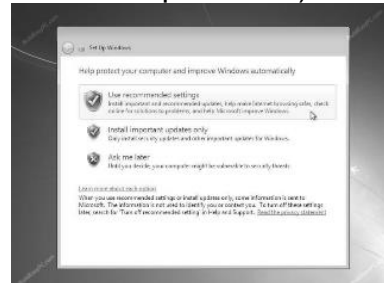 Set Up Windows
Help protect your computer and improve Windows automatically
Use recommended settings
Install important and recommended updates, help make Internet browsing safer, check
online for solutions to problems, and help Microsoft improve Windows.
Install important updates only
Only install security updates and other important updates for Windows.
Ask me later
Until you decide, your computer might be vulnerable to security threats.
Learn more about each option
When you use recommended settings or install updates only, some information is sent to
Microsoft. The information is not used to identify you or contact you. To turn off these settings
later, search for "Turn off recommended setting" in Help and Support. Read the privacy statement